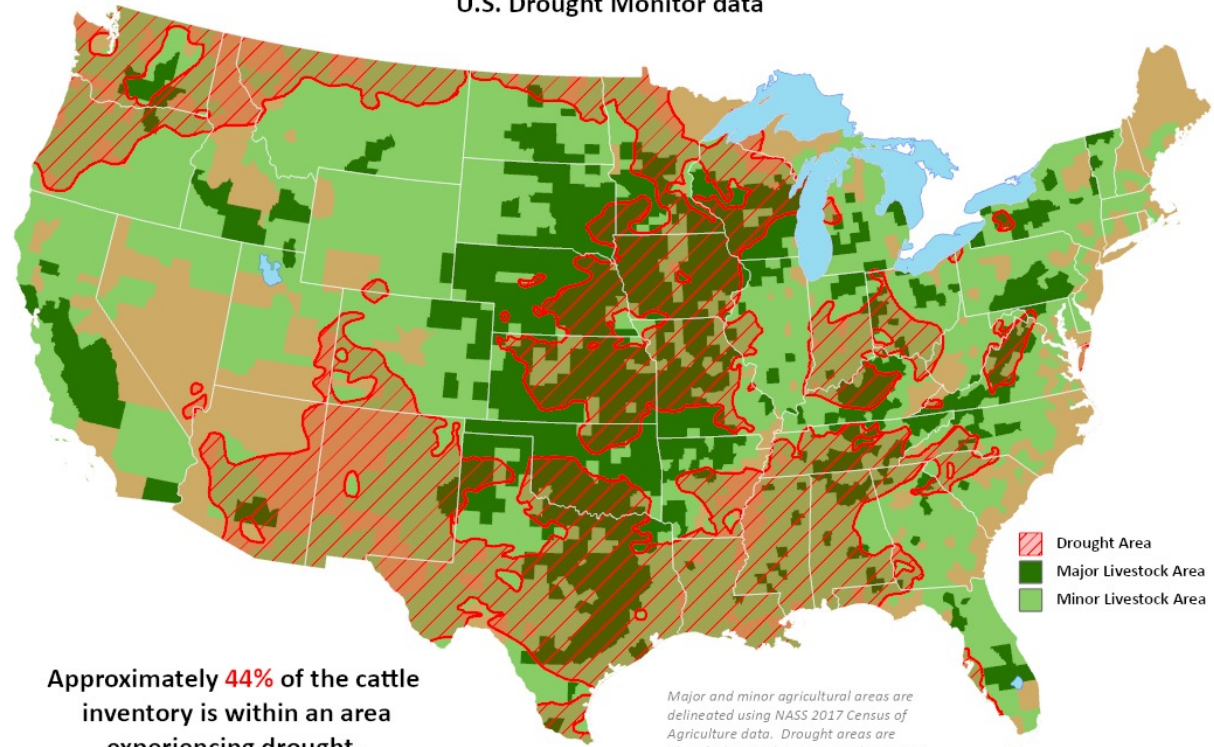 U.S. Drought Monitor data
Drought Area
Major Livestock Area
Minor Livestock Area
Approximately 44% of the cattle
inventory is within an area
experiencing drought.
Major and minor agricultural areas are
delineated using NASS 2017 Census of
Agriculture data. Drought areas are